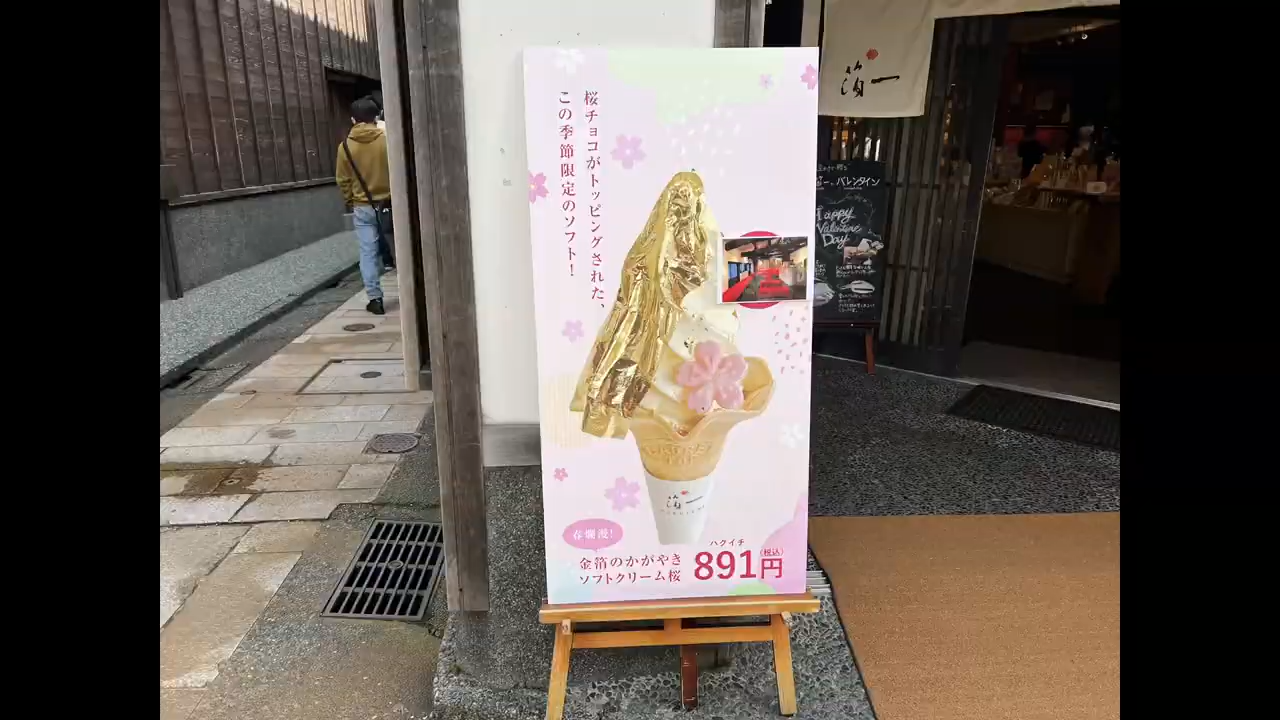 桜チョコがトッピングされた、
この季節限定のソフト!
箔一
春爛漫!
金箔のかがやき
ソフトクリーム桜
ハクイチ
891円
(税込)
箔一
バレンタイン
Happy
Valentine
Day